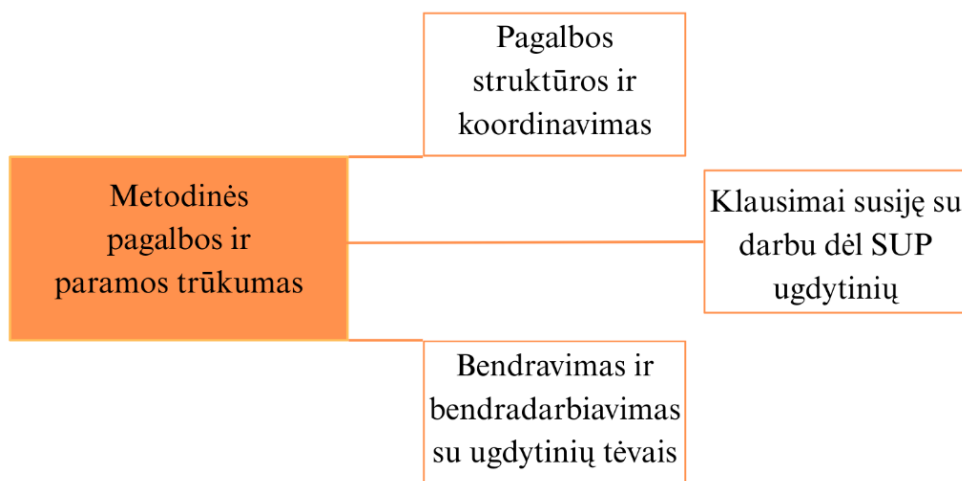 Pagalbos
struktūros ir
koordinavimas
Metodinės
pagalbos ir
paramos trūkumas
Klausimai susiję su
darbu dėl SUP
ugdytinių
Bendravimas ir
bendradarbiavimas
su ugdytinių tėvais